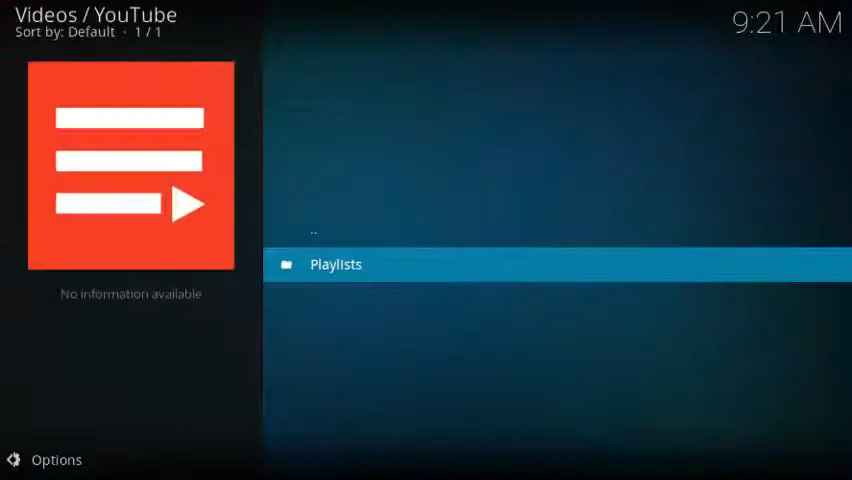 Videos / YouTube
Sort by: Default · 1 / 1
9:21 AM
..
Playlists
No information available
Options